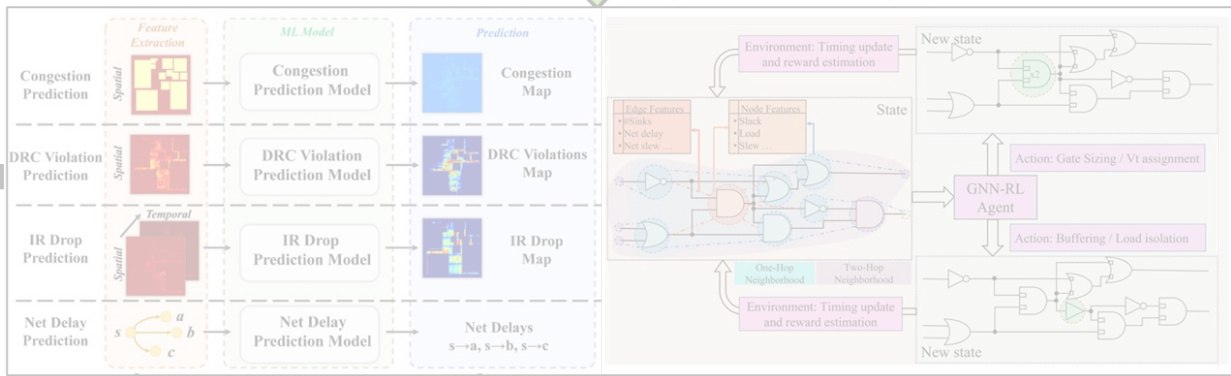 Feature
Extraction
ML Model
Prediction
Congestion
Prediction
Spatial
Congestion
Prediction Model
Congestion
Map
DRC Violation
Prediction
Spatial
DRC Violation
Prediction Model
DRC Violations
Map
IR Drop
Prediction
Spatial
Temporal
IR Drop
Prediction Model
IR Drop
Map
Net Delay
Prediction
s
a
b
c
Net Delay
Prediction Model
Net Delays
s→a, s→b, s→c
Environment: Timing update
and reward estimation
New state
x2
Edge Features
• #Sinks
• Net delay
• Net slew ...
Node Features
• Slack
• Load
• Slew ...
State
Action: Gate Sizing / Vt assignment
GNN-RL
Agent
Action: Buffering / Load isolation
One-Hop
Neighborhood
Two-Hop
Neighborhood
Environment: Timing update
and reward estimation
New state